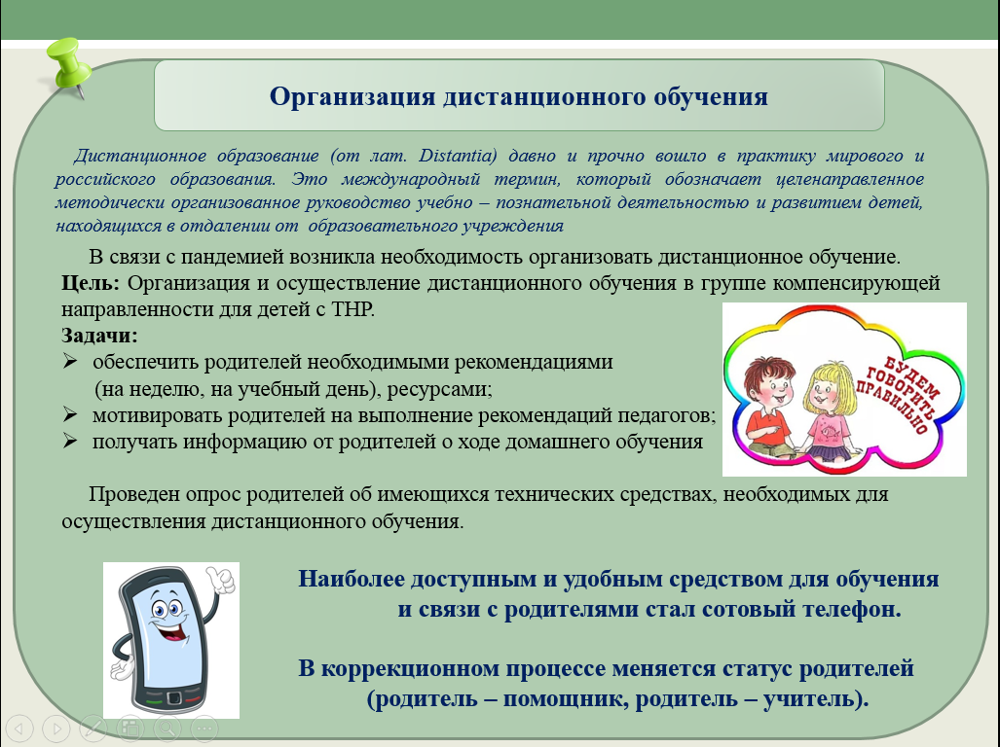 Организация дистанционного обучения
Дистанционное образование (от лат. Distantia) давно и прочно вошло в практику мирового и
российского образования. Это международный термин, который обозначает целенаправленное
методически организованное руководство учебно – познавательной деятельностью и развитием детей,
находящихся в отдалении от образовательного учреждения
В связи с пандемией возникла необходимость организовать дистанционное обучение.
Цель: Организация и осуществление дистанционного обучения в группе компенсирующей
направленности для детей с ТНР.
Задачи:
➢ обеспечить родителей необходимыми рекомендациями
(на неделю, на учебный день), ресурсами;
➢ мотивировать родителей на выполнение рекомендаций педагогов;
➢ получать информацию от родителей о ходе домашнего обучения
БУДЕМ
ГОВОРИТЬ
ПРАВИЛЬНО
Проведен опрос родителей об имеющихся технических средствах, необходимых для
осуществления дистанционного обучения.
Наиболее доступным и удобным средством для обучения
и связи с родителями стал сотовый телефон.
В коррекционном процессе меняется статус родителей
(родитель – помощник, родитель – учитель).